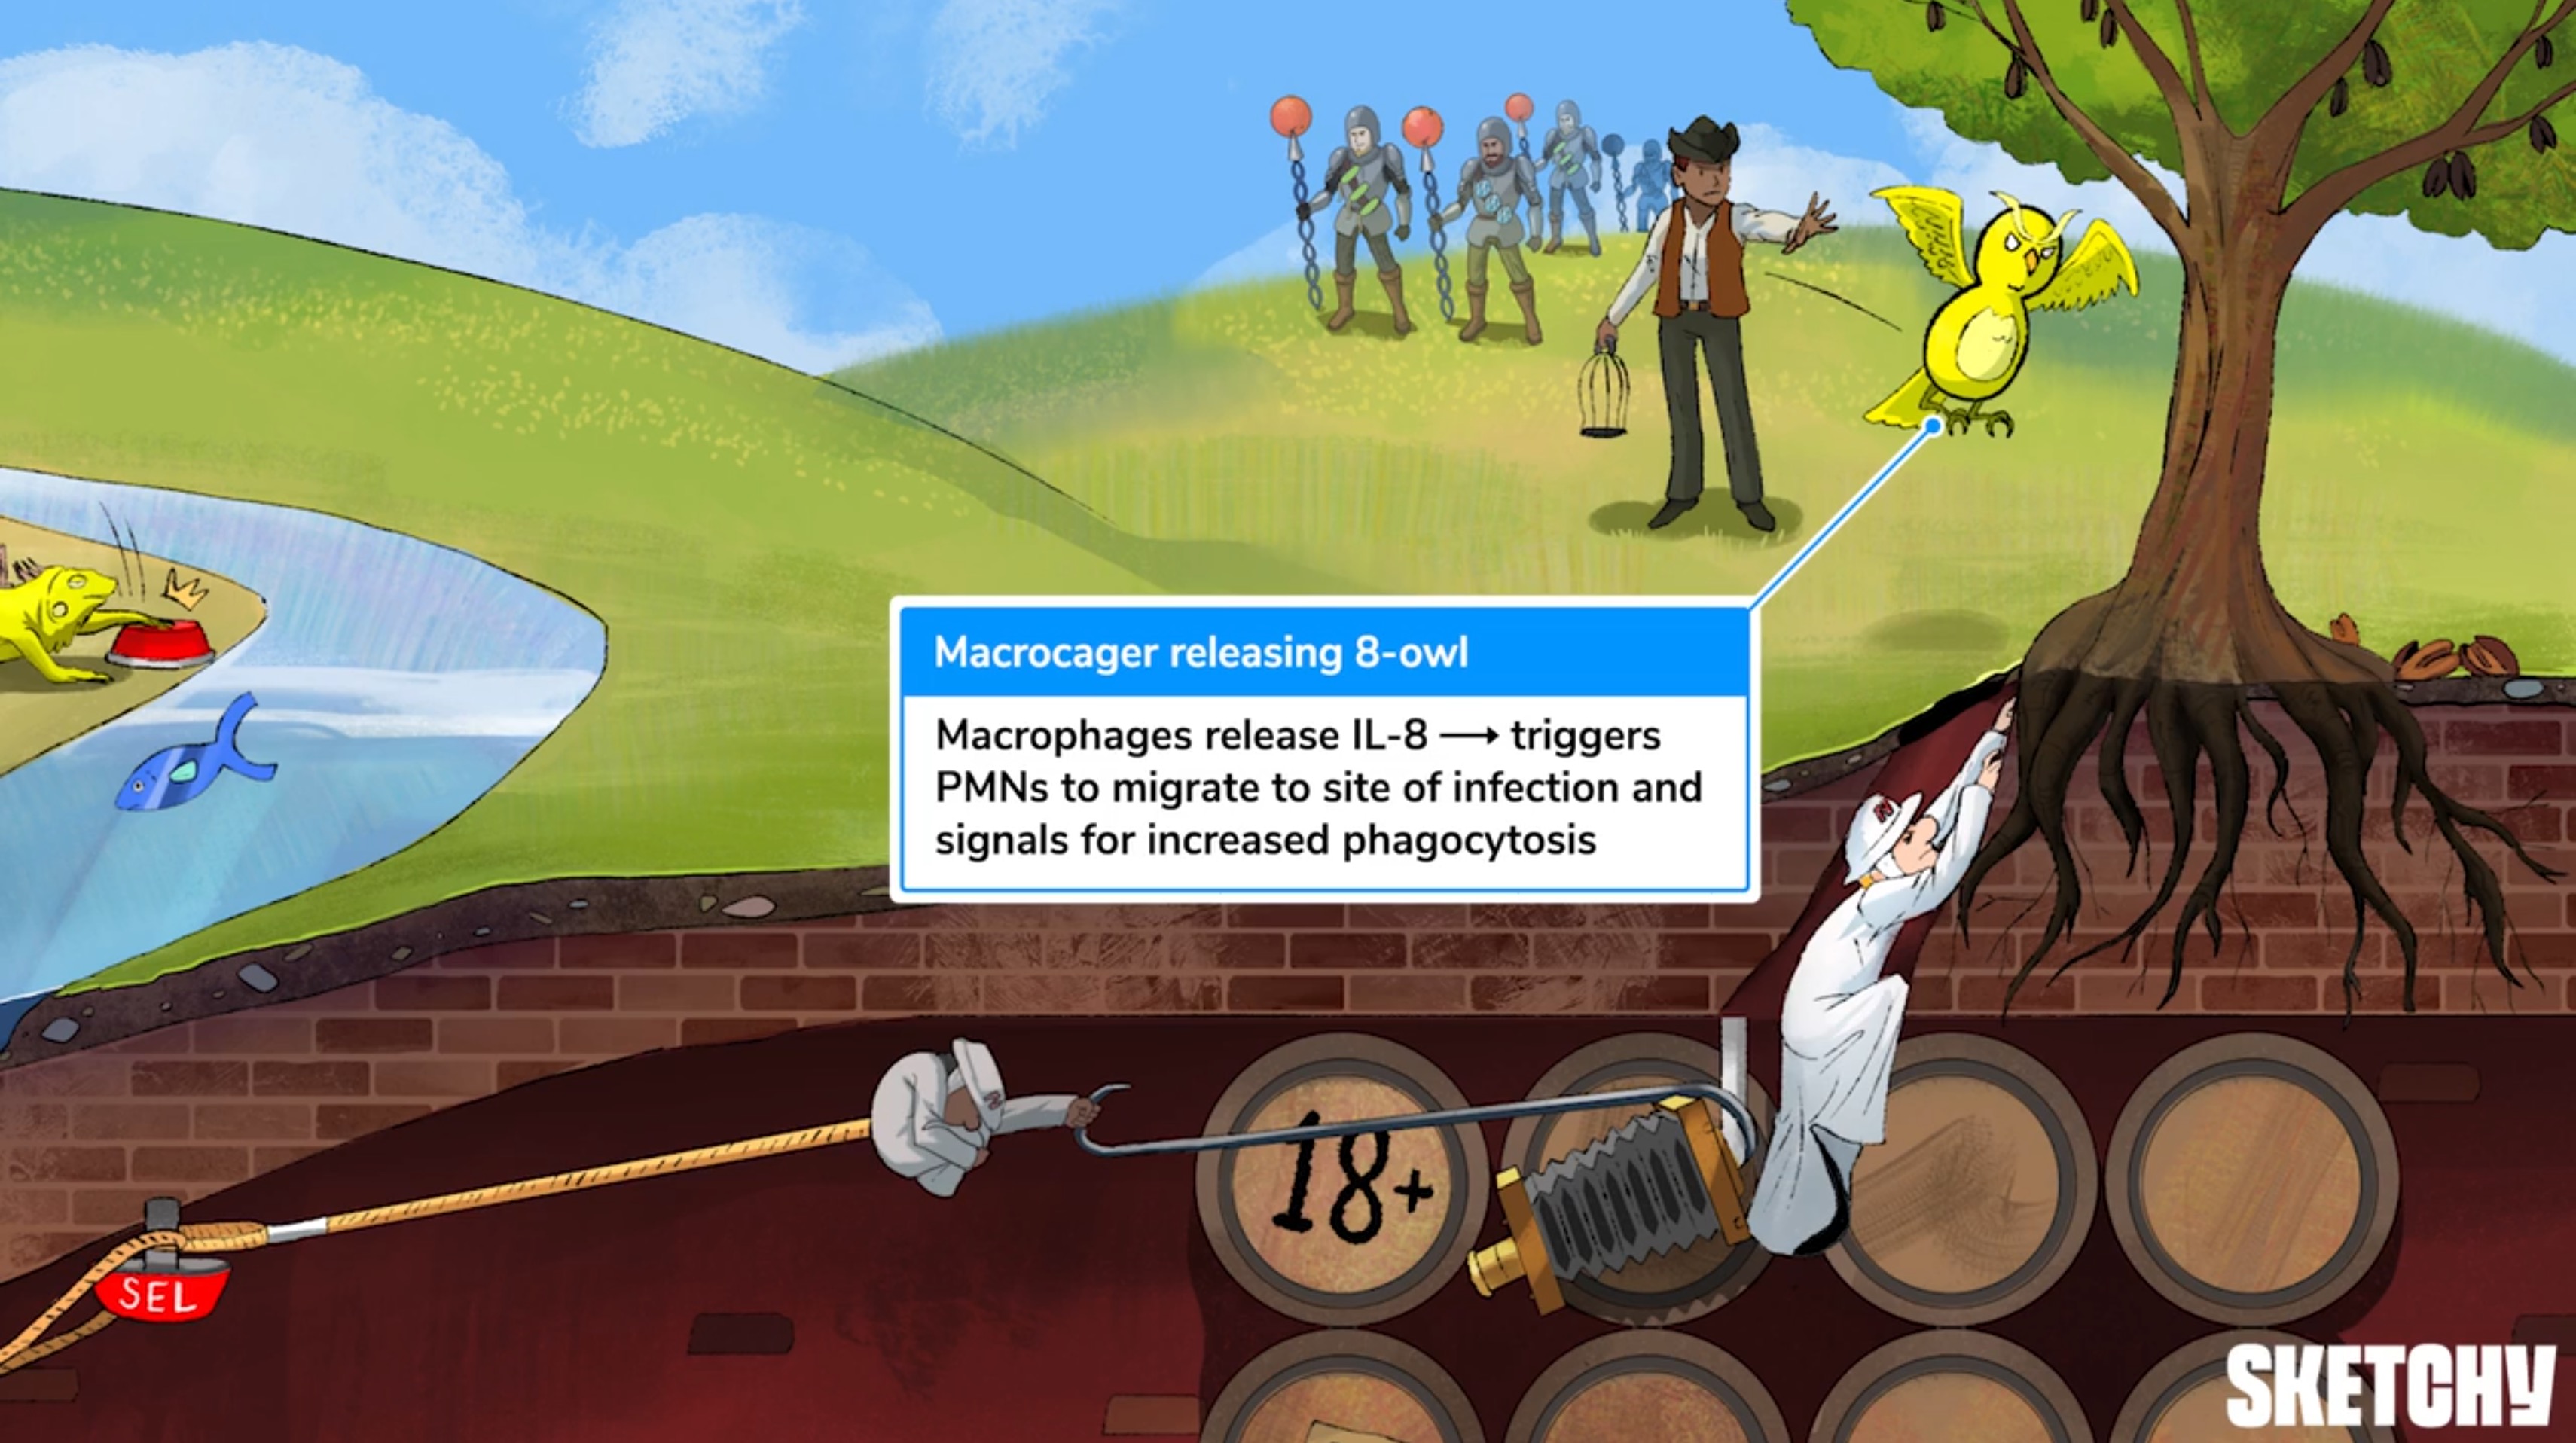 Macrocager releasing 8-owl
Macrophages release IL-8 ⟶ triggers
PMNs to migrate to site of infection and
signals for increased phagocytosis
N
N
18+
SEL
SKETCHY